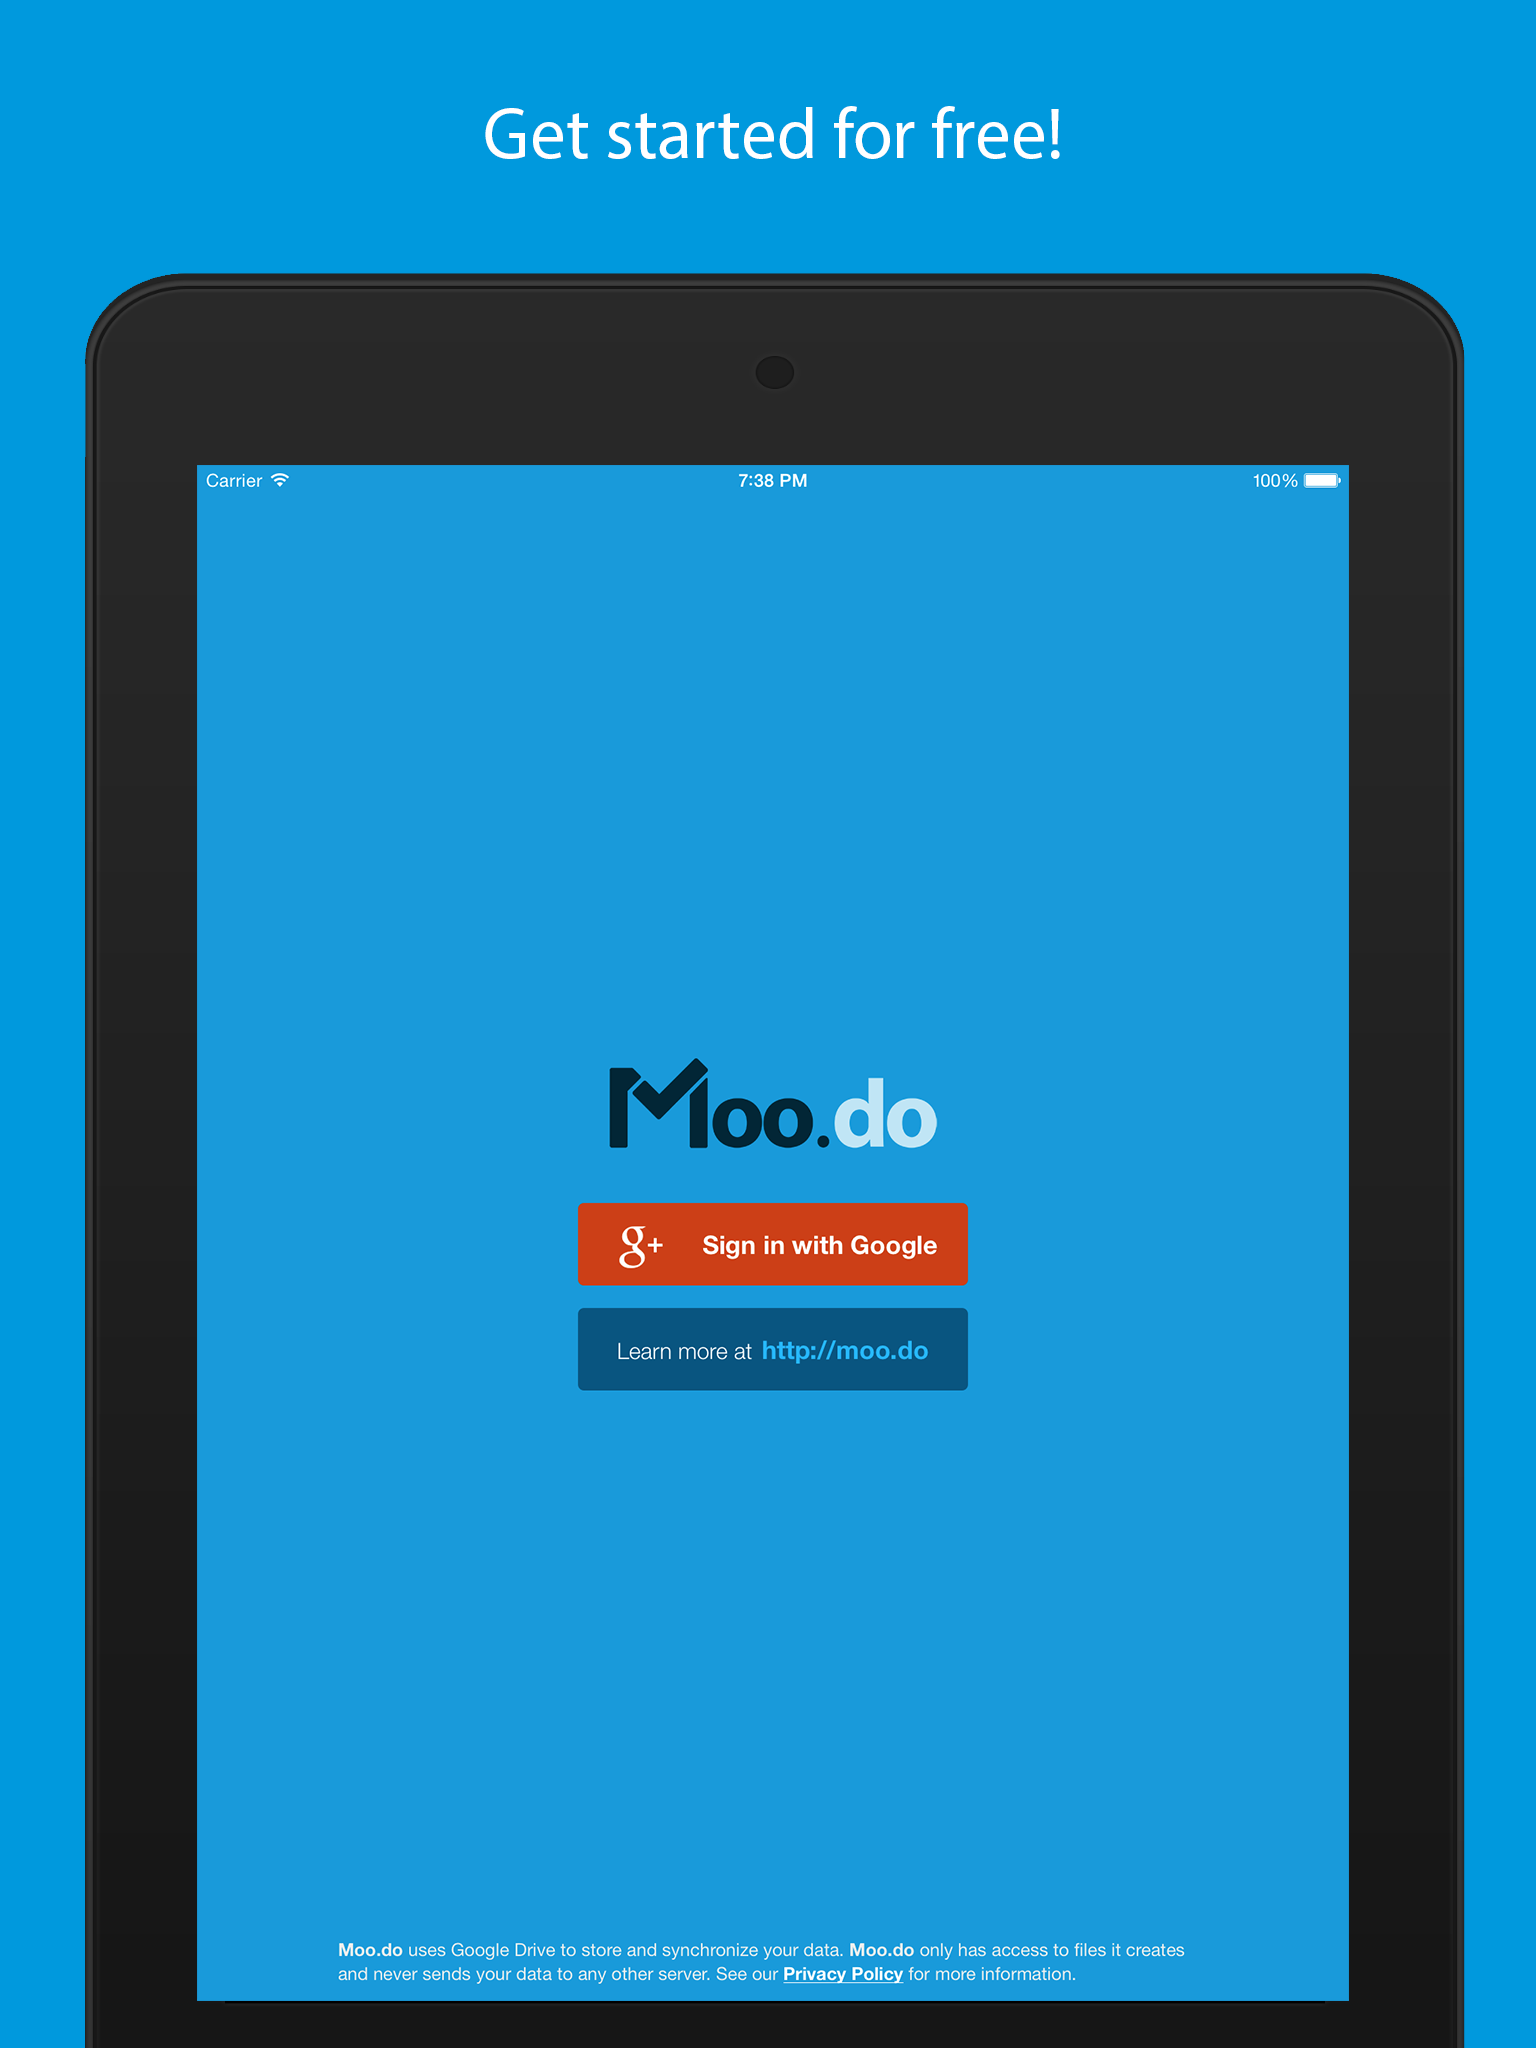 Get started for free!
Carrier 7:38 PM 100%
Moo.do
g+ Sign in with Google
Learn more at http://moo.do
Moo.do uses Google Drive to store and synchronize your data. Moo.do only has access to files it creates
and never sends your data to any other server. See our Privacy Policy for more information.